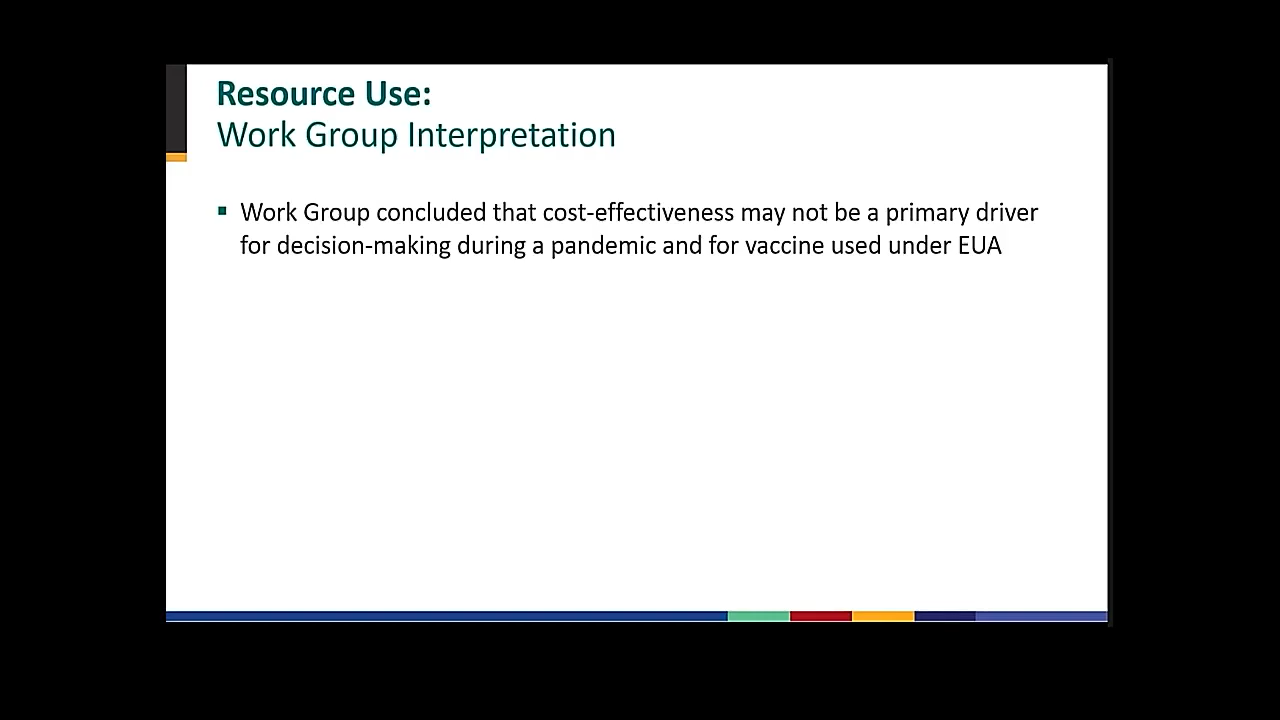 Resource Use:
Work Group Interpretation
Work Group concluded that cost-effectiveness may not be a primary driver
for decision-making during a pandemic and for vaccine used under EUA